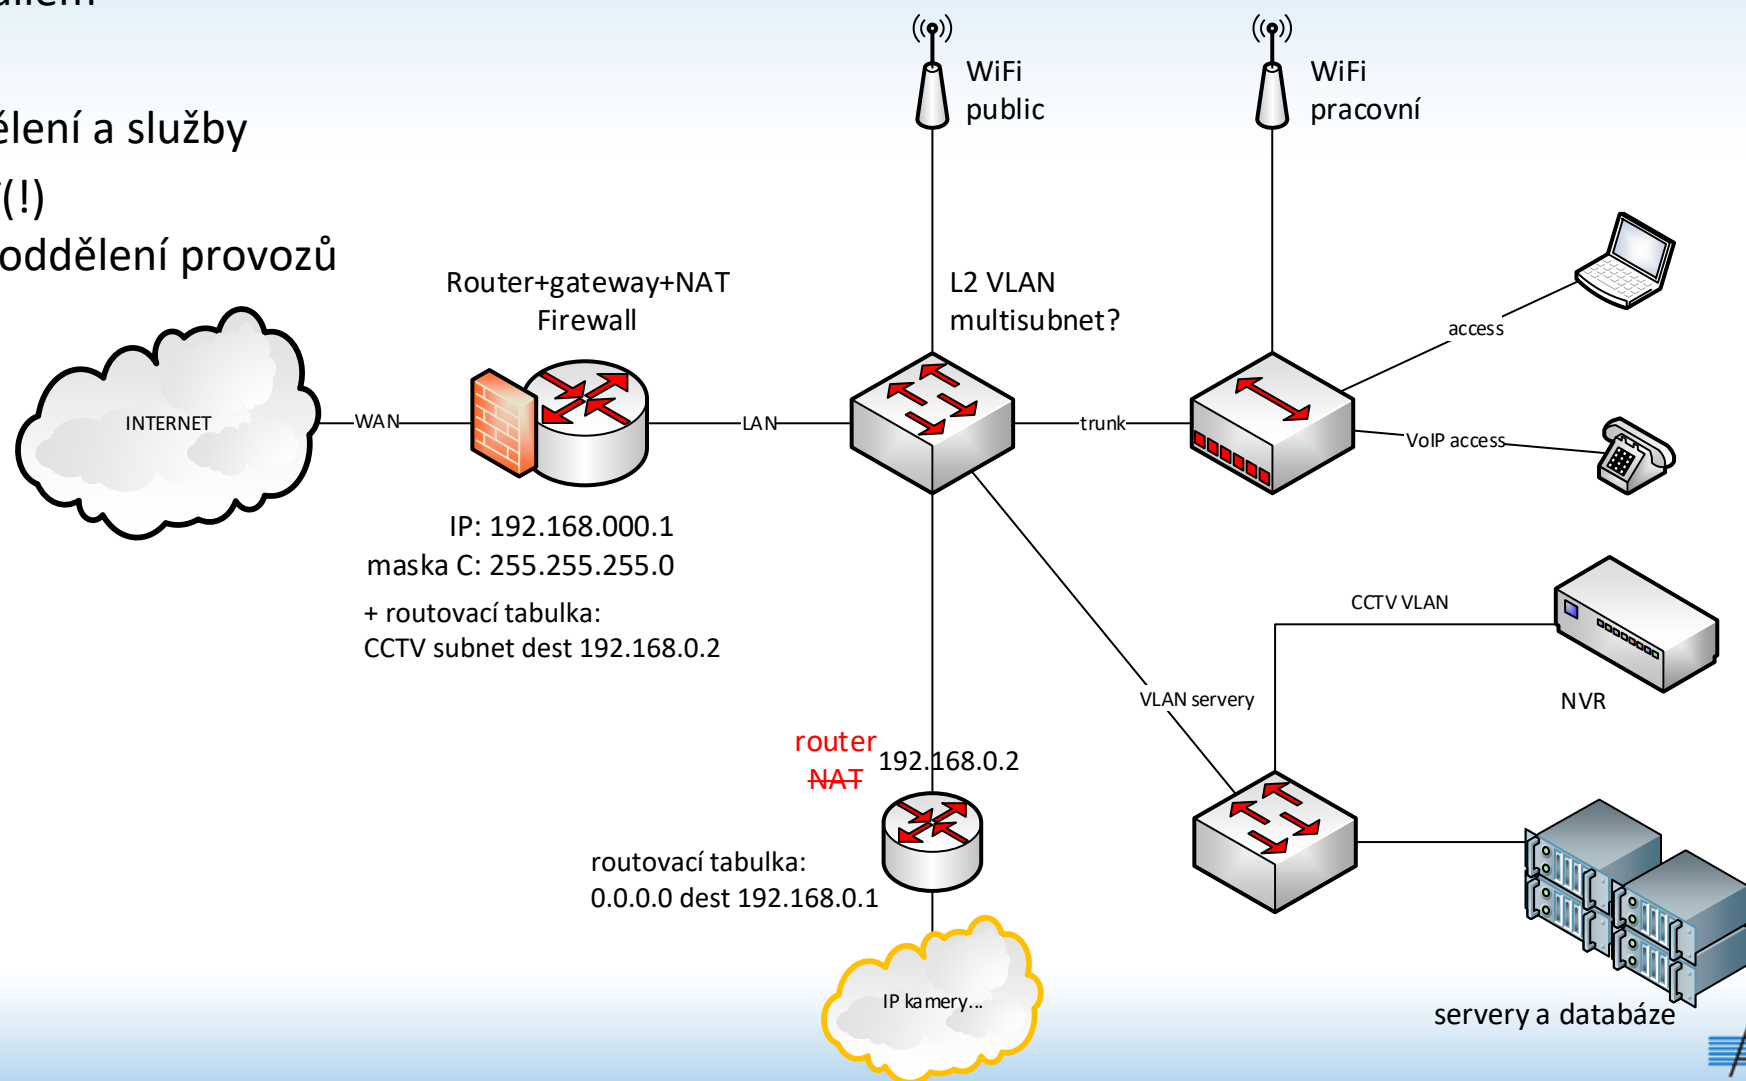 ělení a služby
(!)
oddělení provozů
WiFi
public
WiFi
pracovní
Router+gateway+NAT
Firewall
L2 VLAN
multisubnet?
access
INTERNET
WAN
LAN
trunk
VoIP access
IP: 192.168.000.1
maska C: 255.255.255.0
+ routovací tabulka:
CCTV subnet dest 192.168.0.2
CCTV VLAN
VLAN servery
NVR
router
NAT
192.168.0.2
routovací tabulka:
0.0.0.0 dest 192.168.0.1
IP kamery...
servery a databáze